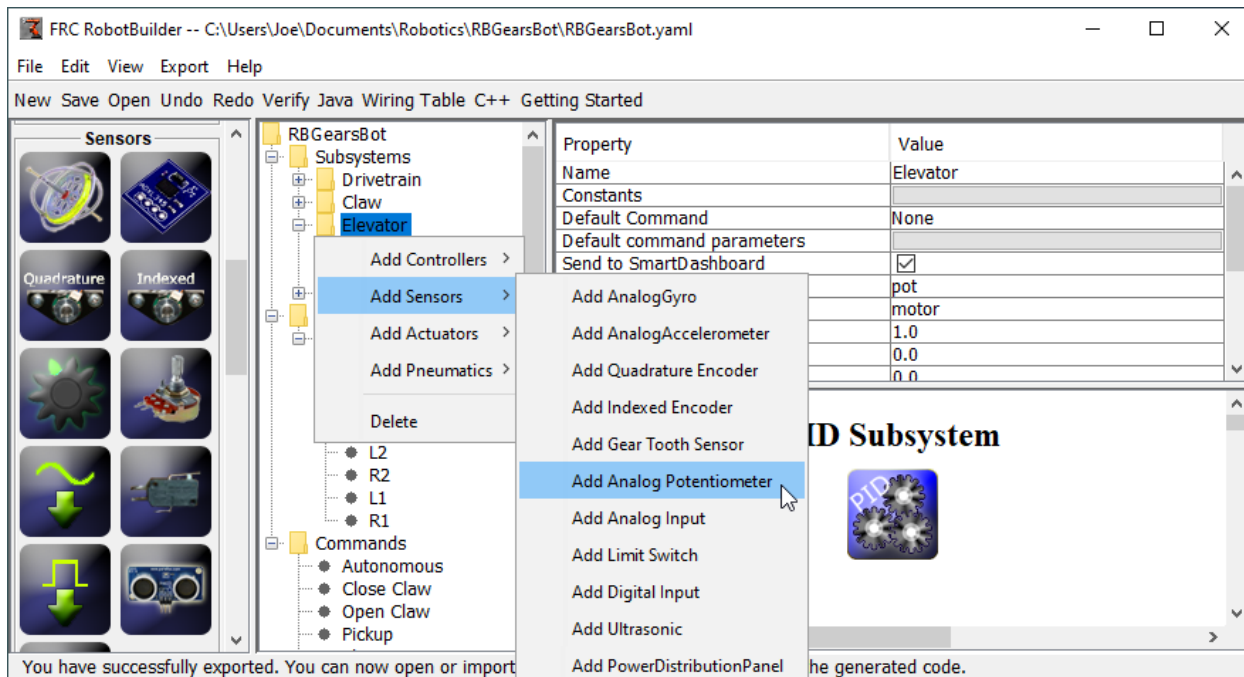 FRC RobotBuilder -- C:\Users\Joe\Documents\Robotics\RBGearsBot\RBGearsBot.yaml
File Edit View Export Help
New Save Open Undo Redo Verify Java Wiring Table C++ Getting Started
Sensors
Quadrature
Indexed
RBGearsBot
Subsystems
Drivetrain
Claw
Elevator
L2
R2
L1
R1
Commands
Autonomous
Close Claw
Open Claw
Pickup
Add Controllers >
Add Sensors >
Add Actuators >
Add Pneumatics >
Delete
Add AnalogGyro
Add AnalogAccelerometer
Add Quadrature Encoder
Add Indexed Encoder
Add Gear Tooth Sensor
Add Analog Potentiometer
Add Analog Input
Add Limit Switch
Add Digital Input
Add Ultrasonic
Add PowerDistributionPanel
Property Value
Name Elevator
Constants
Default Command None
Default command parameters
Send to SmartDashboard
pot
motor
1.0
0.0
0.0
ID Subsystem
PID
You have successfully exported. You can now open or import he generated code.